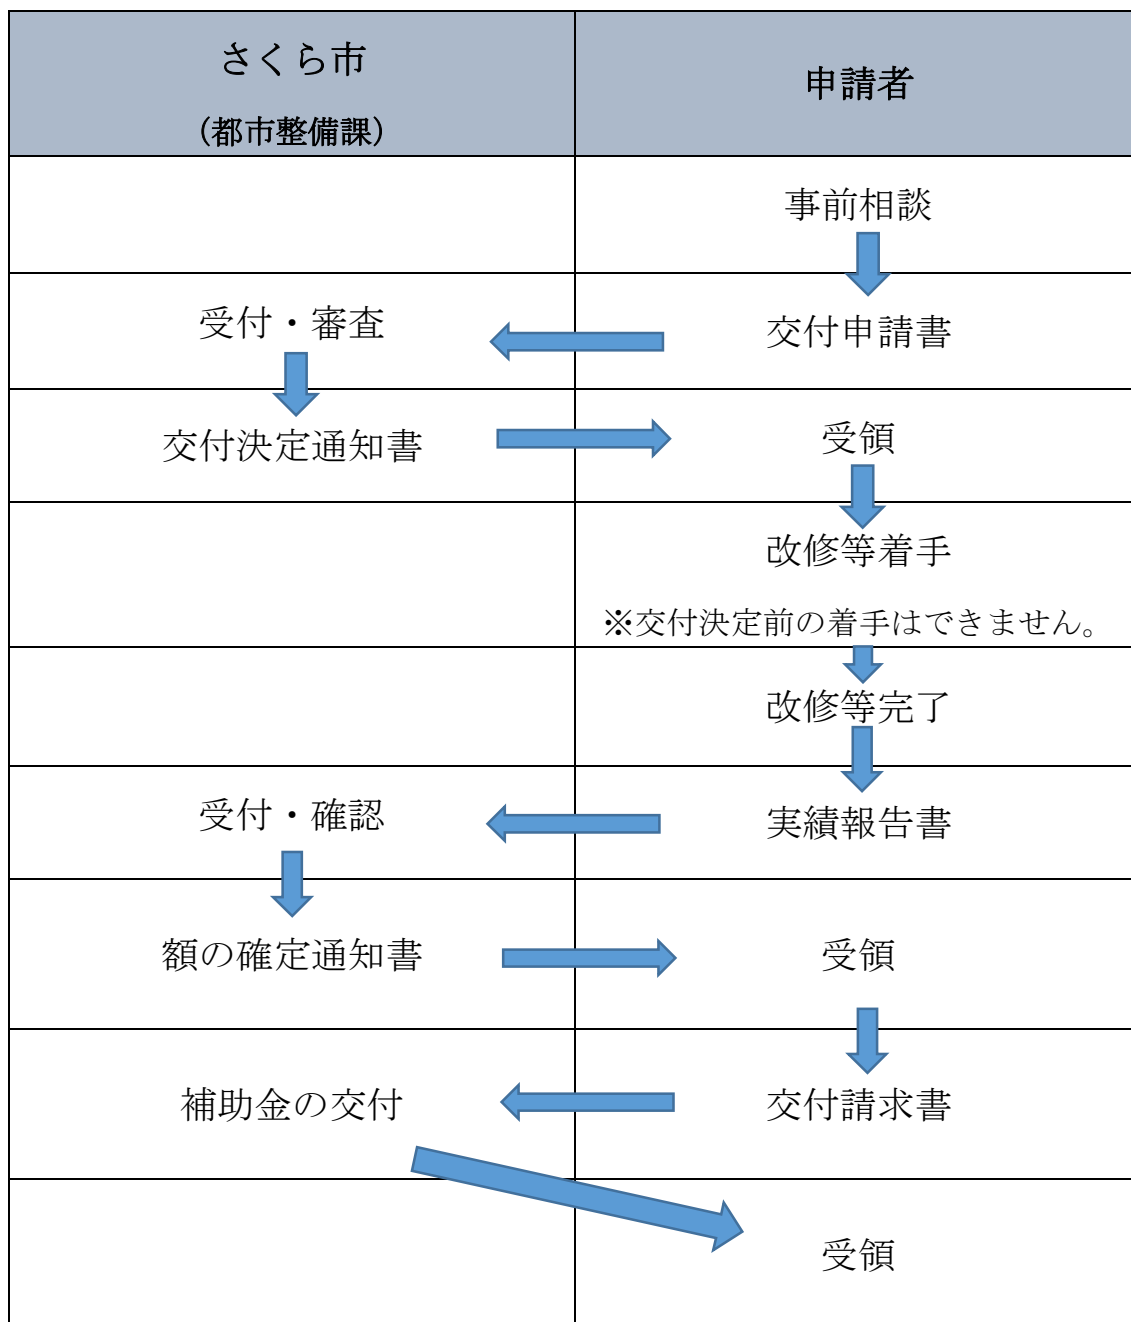 さくら市
(都市整備課)
申請者
事前相談
受付・審査
交付申請書
交付決定通知書
受領
改修等着手
※交付決定前の着手はできません。
改修等完了
受付・確認
実績報告書
額の確定通知書
受領
補助金の交付
交付請求書
受領